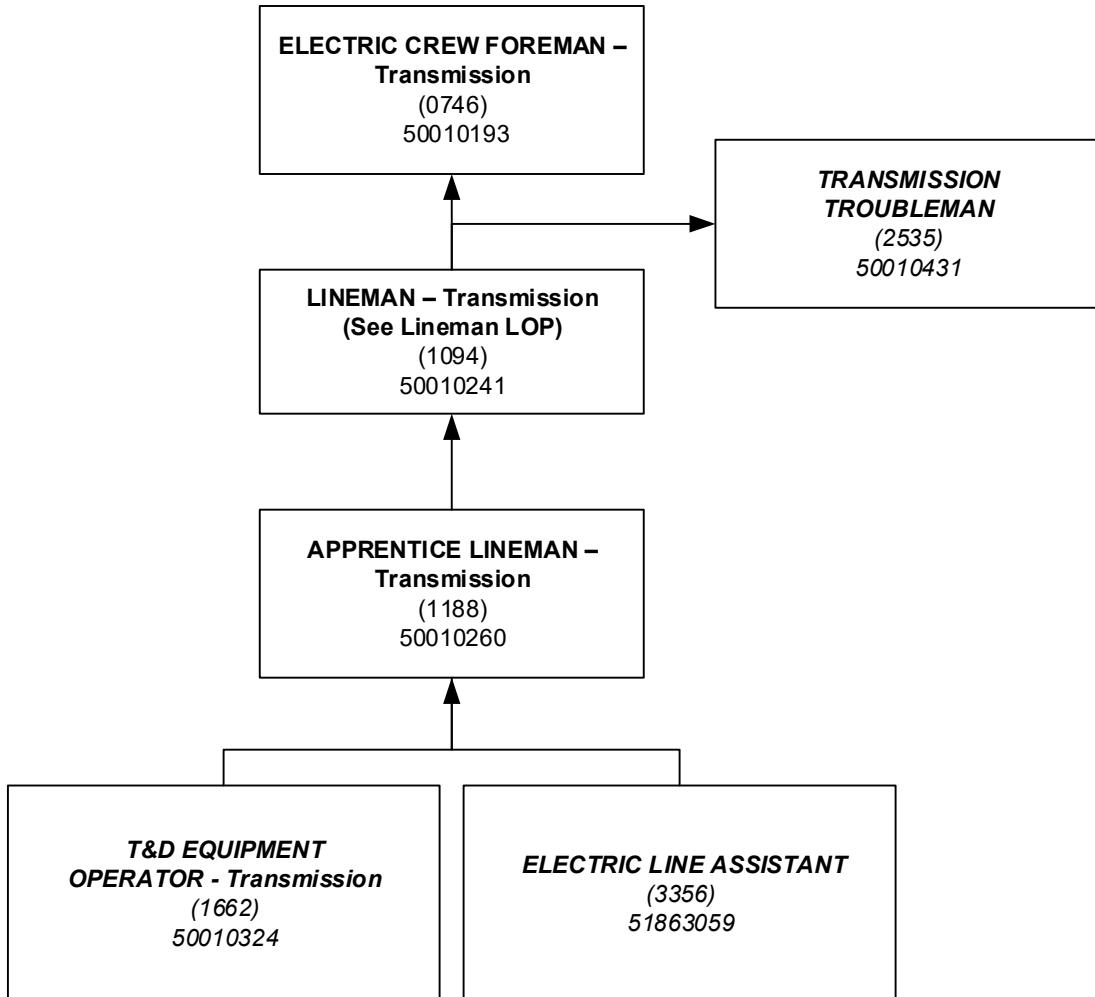 ELECTRIC CREW FOREMAN –
Transmission
(0746)
50010193
TRANSMISSION
TROUBLEMAN
(2535)
50010431
LINEMAN – Transmission
(See Lineman LOP)
(1094)
50010241
APPRENTICE LINEMAN –
Transmission
(1188)
50010260
T&D EQUIPMENT
OPERATOR - Transmission
(1662)
50010324
ELECTRIC LINE ASSISTANT
(3356)
51863059